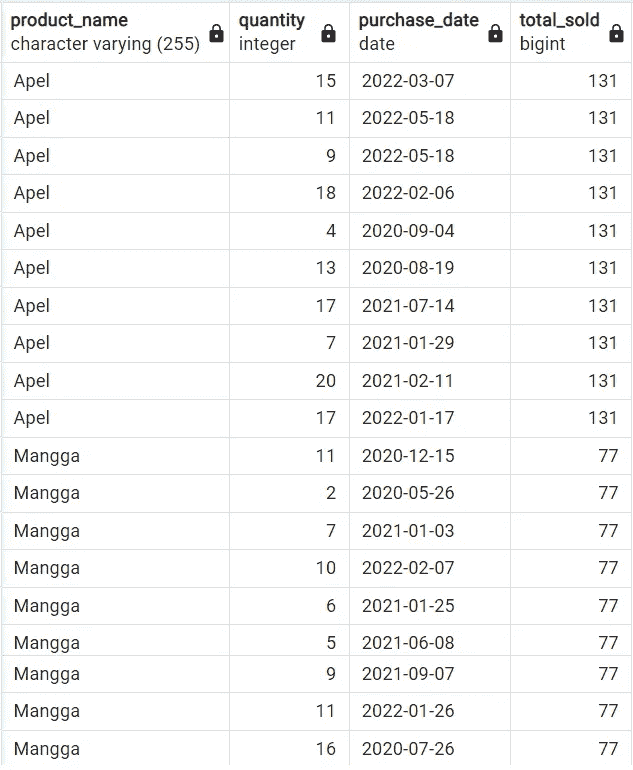 product_name quantity purchase_date total_sold
character varying (255) integer date bigint
Apel 15 2022-03-07 131
Apel 11 2022-05-18 131
Apel 9 2022-05-18 131
Apel 18 2022-02-06 131
Apel 4 2020-09-04 131
Apel 13 2020-08-19 131
Apel 17 2021-07-14 131
Apel 7 2021-01-29 131
Apel 20 2021-02-11 131
Apel 17 2022-01-17 131
Mangga 11 2020-12-15 77
Mangga 2 2020-05-26 77
Mangga 7 2021-01-03 77
Mangga 10 2022-02-07 77
Mangga 6 2021-01-25 77
Mangga 5 2021-06-08 77
Mangga 9 2021-09-07 77
Mangga 11 2022-01-26 77
Mangga 16 2020-07-26 77